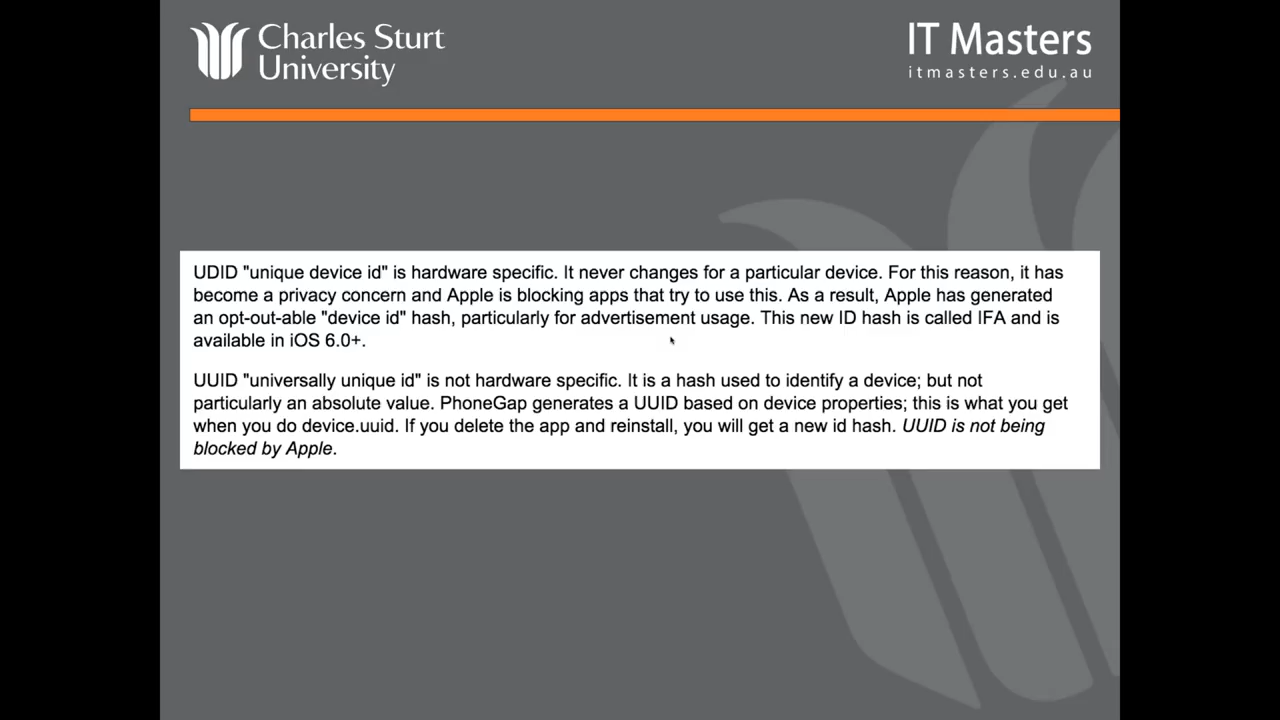 Charles Sturt
University
IT Masters
itmasters.edu.au
UDID "unique device id" is hardware specific. It never changes for a particular device. For this reason, it has
become a privacy concern and Apple is blocking apps that try to use this. As a result, Apple has generated
an opt-out-able "device id" hash, particularly for advertisement usage. This new ID hash is called IFA and is
available in iOS 6.0+.
UUID "universally unique id" is not hardware specific. It is a hash used to identify a device; but not
particularly an absolute value. PhoneGap generates a UUID based on device properties; this is what you get
when you do device.uuid. If you delete the app and reinstall, you will get a new id hash. UUID is not being
blocked by Apple.